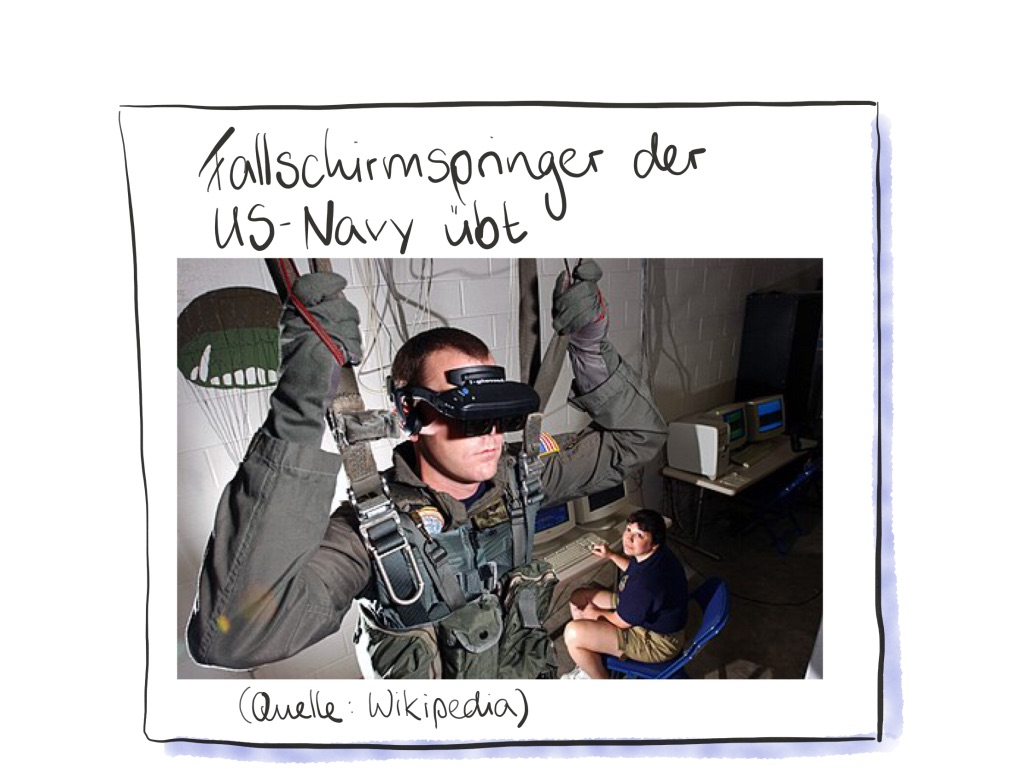 Fallschirmspringer der
US-Navy übt
(Quelle: Wikipedia)